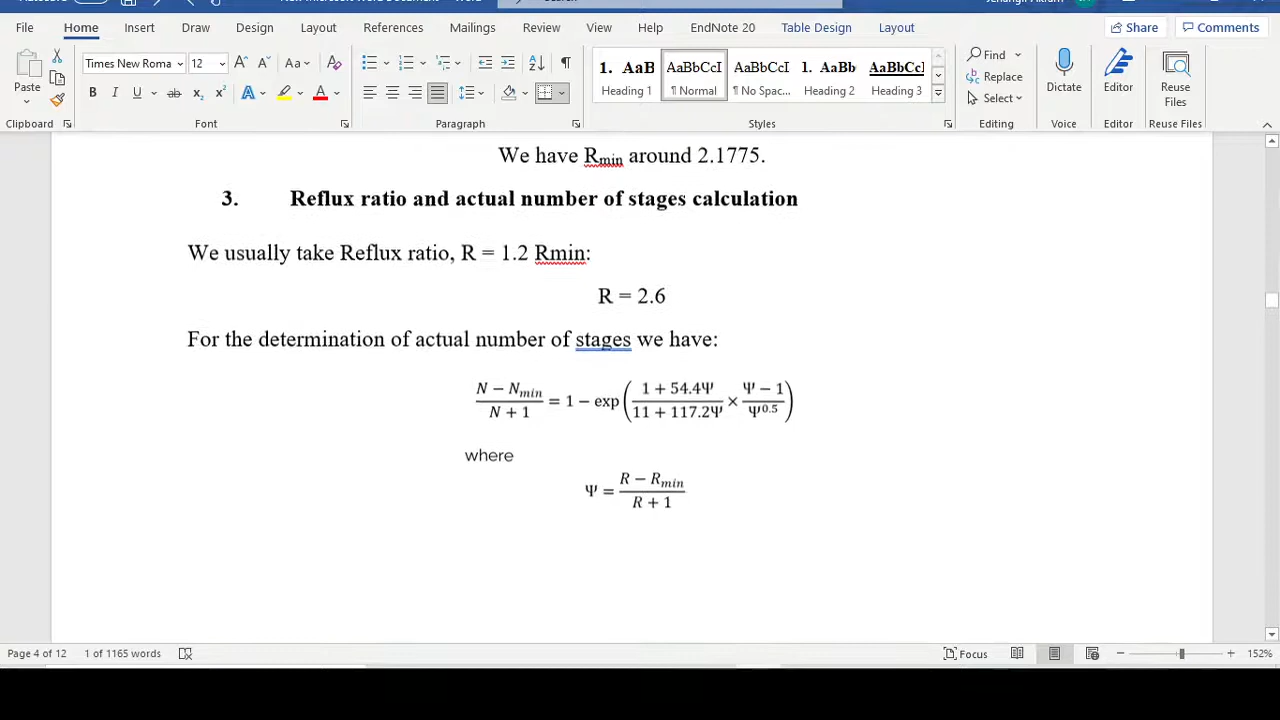 File Home Insert Draw Design Layout References Mailings Review View Help EndNote 20 Table Design Layout Share Comments
Times New Roma 12 Aa 1. AaB AaBbCcI AaBbCcI 1. AaBb AaBbCcl Find
Replace
Paste B I U ab x₂ x² A A Heading 1 ¶ Normal ¶ No Spac... Heading 2 Heading 3 Select Dictate Editor Reuse Files
Clipboard Font Paragraph Styles Editing Voice Editor Reuse Files
We have Rmin around 2.1775.
3. Reflux ratio and actual number of stages calculation
We usually take Reflux ratio, R = 1.2 Rmin:
R = 2.6
For the determination of actual number of stages we have:
(N − Nmin)/(N + 1) = 1 − exp((1 + 54.4Ψ)/(11 + 117.2Ψ) × (Ψ − 1)/Ψ^0.5)
where
Ψ = (R − Rmin)/(R + 1)
Page 4 of 12 1 of 1165 words Focus 152%